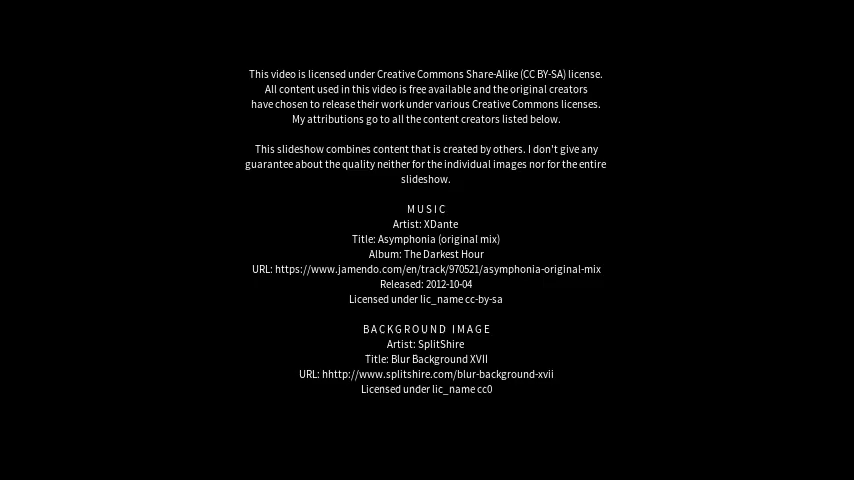 This video is licensed under Creative Commons Share-Alike (CC BY-SA) license.
All content used in this video is free available and the original creators
have chosen to release their work under various Creative Commons licenses.
My attributions go to all the content creators listed below.
This slideshow combines content that is created by others. I don't give any
guarantee about the quality neither for the individual images nor for the entire
slideshow.
MUSIC
Artist: XDante
Title: Asymphonia (original mix)
Album: The Darkest Hour
URL: https://www.jamendo.com/en/track/970521/asymphonia-original-mix
Released: 2012-10-04
Licensed under lic_name cc-by-sa
BACKGROUND IMAGE
Artist: SplitShire
Title: Blur Background XVII
URL: hhttp://www.splitshire.com/blur-background-xvii
Licensed under lic_name cc0